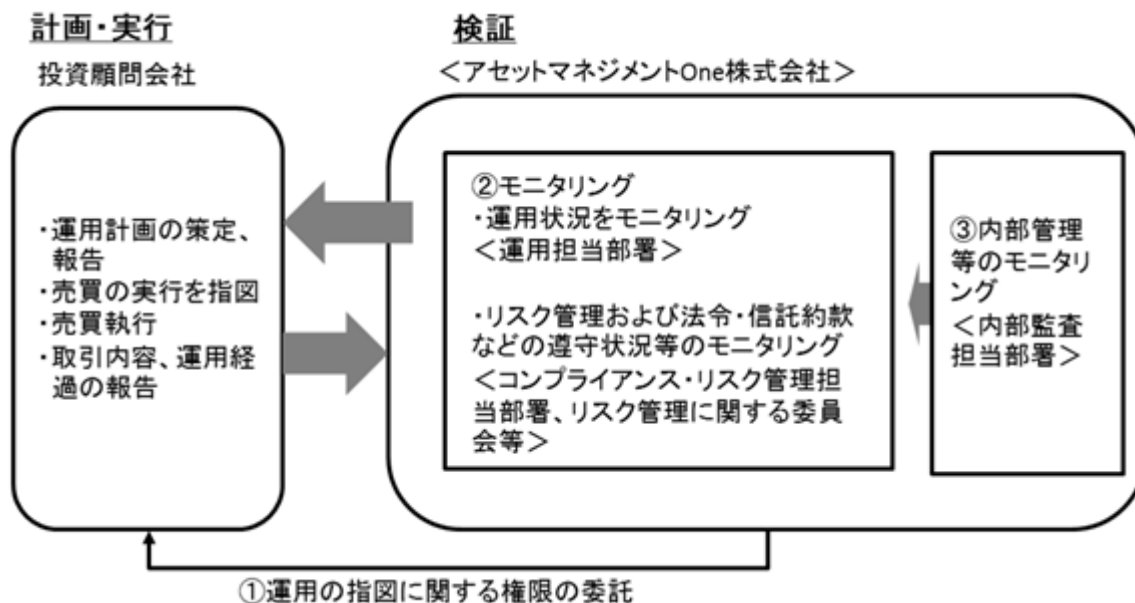 計画・実行
投資顧問会社
・運用計画の策定、
報告
・売買の実行を指図
・売買執行
・取引内容、運用経
過の報告
検証
＜アセットマネジメントOne株式会社＞
②モニタリング
・運用状況をモニタリング
＜運用担当部署＞
・リスク管理および法令・信託約款
などの遵守状況等のモニタリング
＜コンプライアンス・リスク管理担
当部署、リスク管理に関する委員
会等＞
③内部管理
等のモニタリ
ング
＜内部監査
担当部署＞
①運用の指図に関する権限の委託